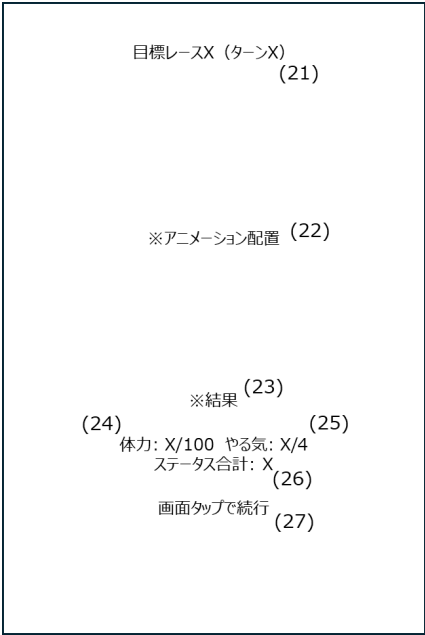 目標レースX（ターンX）
(21)
※アニメーション配置 (22)
※結果 (23)
(24) (25)
体力: X/100 やる気: X/4
ステータス合計: X
(26)
画面タップで続行
(27)